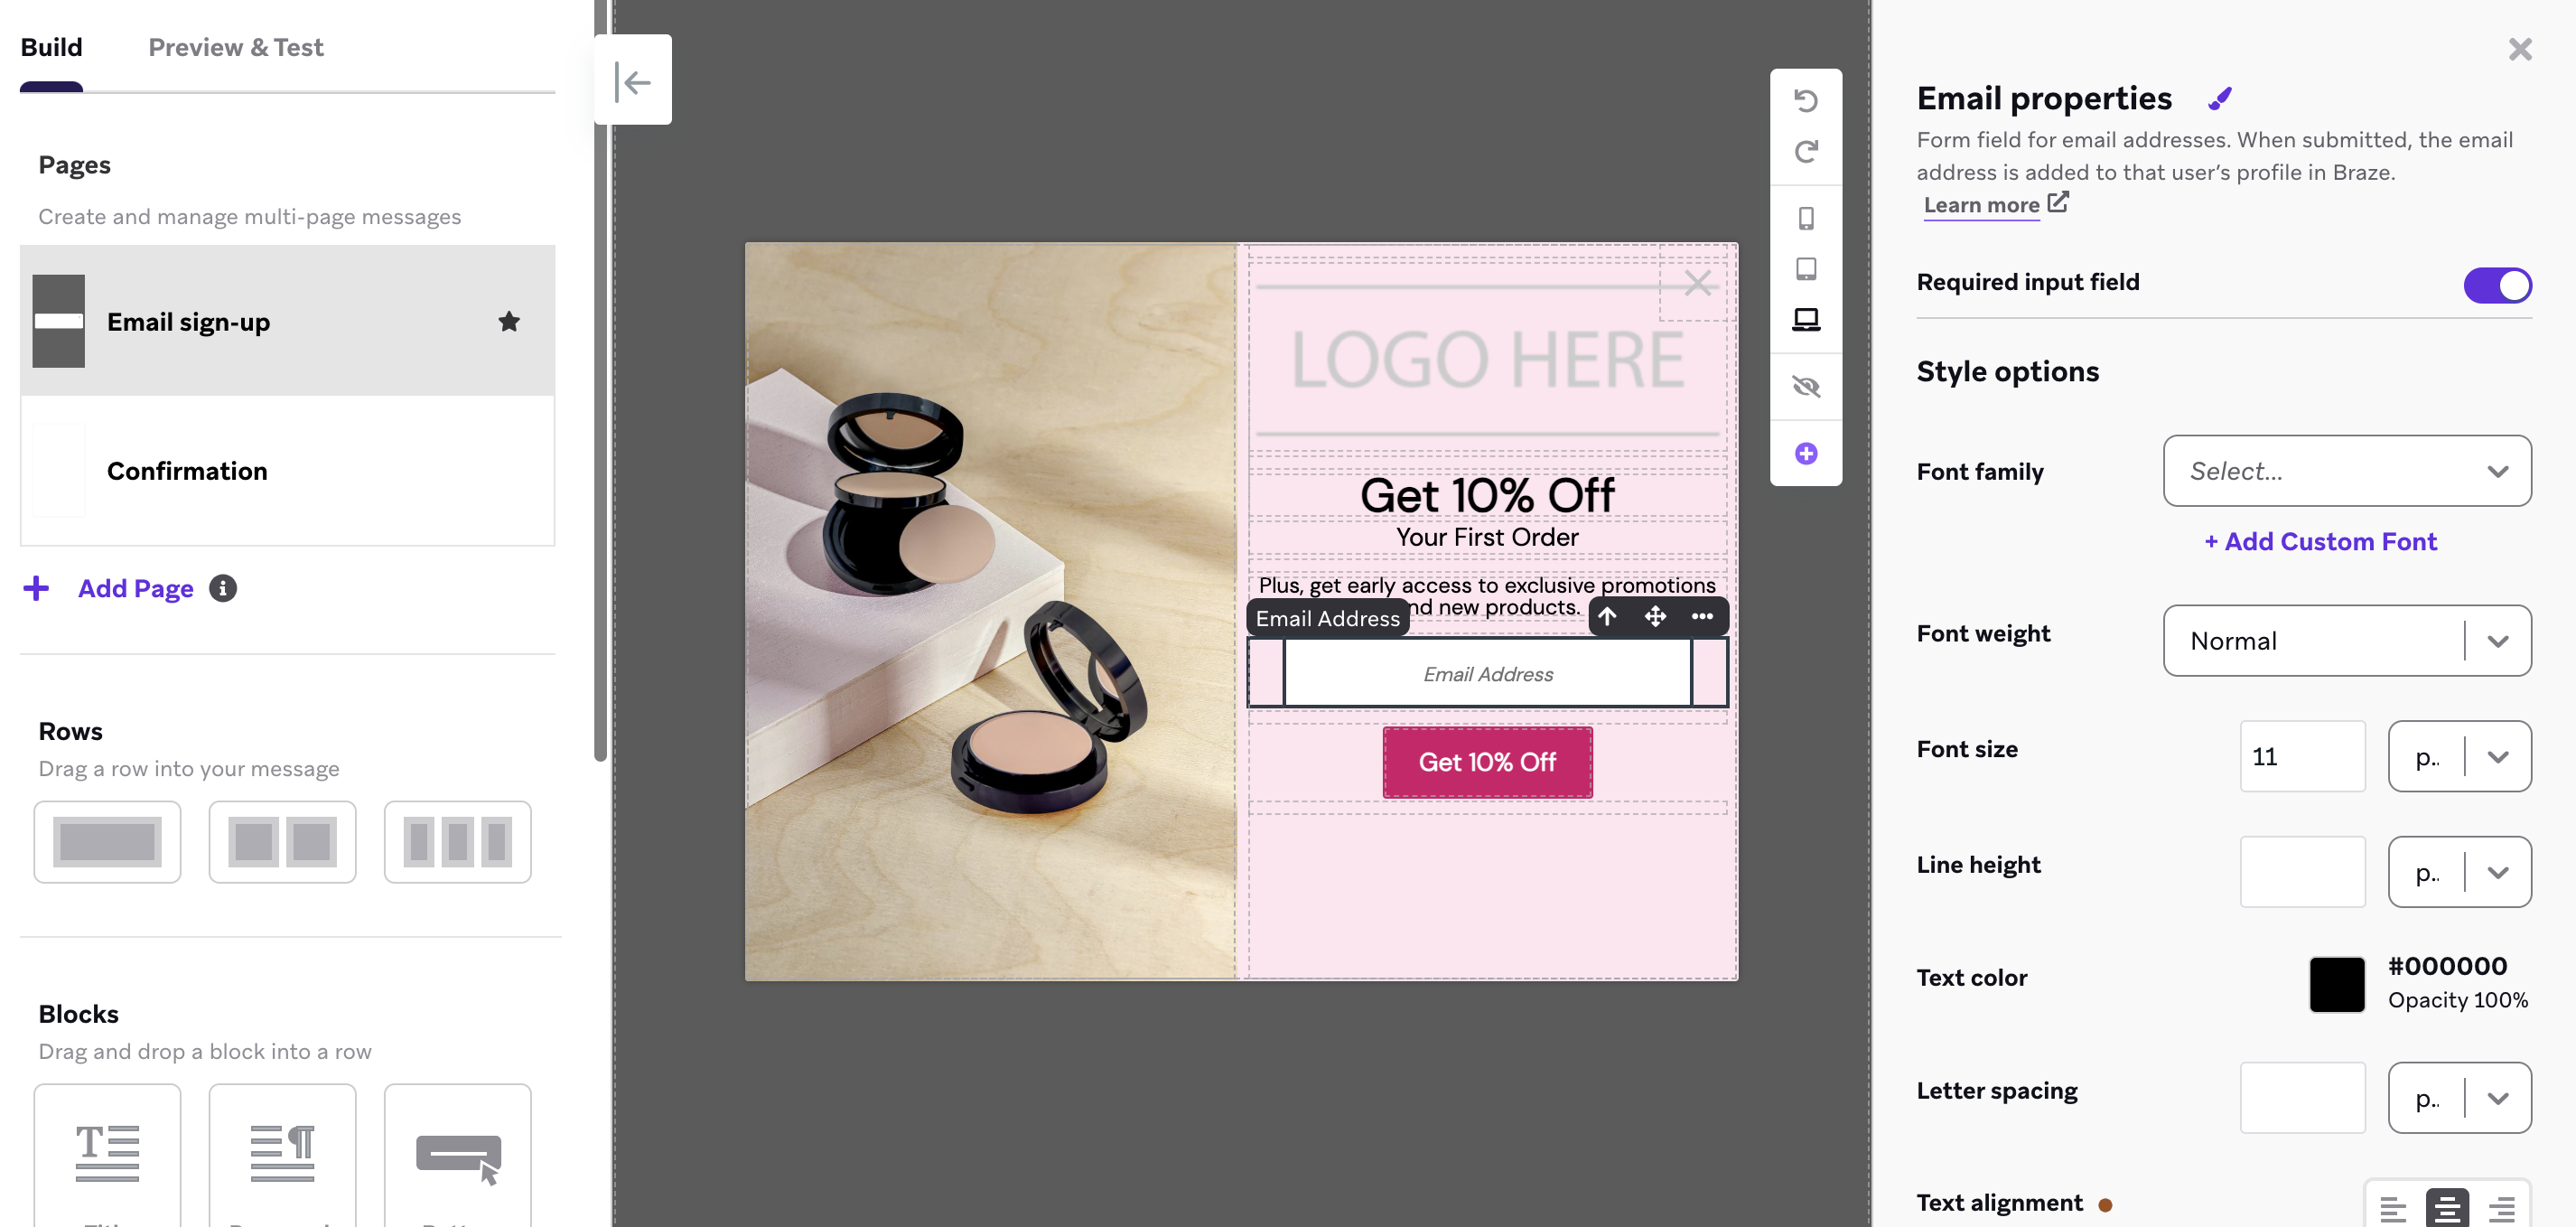 Build
Preview & Test
Pages
Create and manage multi-page messages
Email sign-up
Confirmation
Add Page
Rows
Drag a row into your message
Blocks
Drag and drop a block into a row
LOGO HERE
Get 10% Off
Your First Order
Plus, get early access to exclusive promotions
nd new products.
Email Address
Email Address
Get 10% Off
Email properties
Form field for email addresses. When submitted, the email
address is added to that user’s profile in Braze.
Learn more
Required input field
Style options
Font family
Select...
+ Add Custom Font
Font weight
Normal
Font size
11
p..
Line height
p..
Text color
#000000
Opacity 100%
Letter spacing
p..
Text alignment